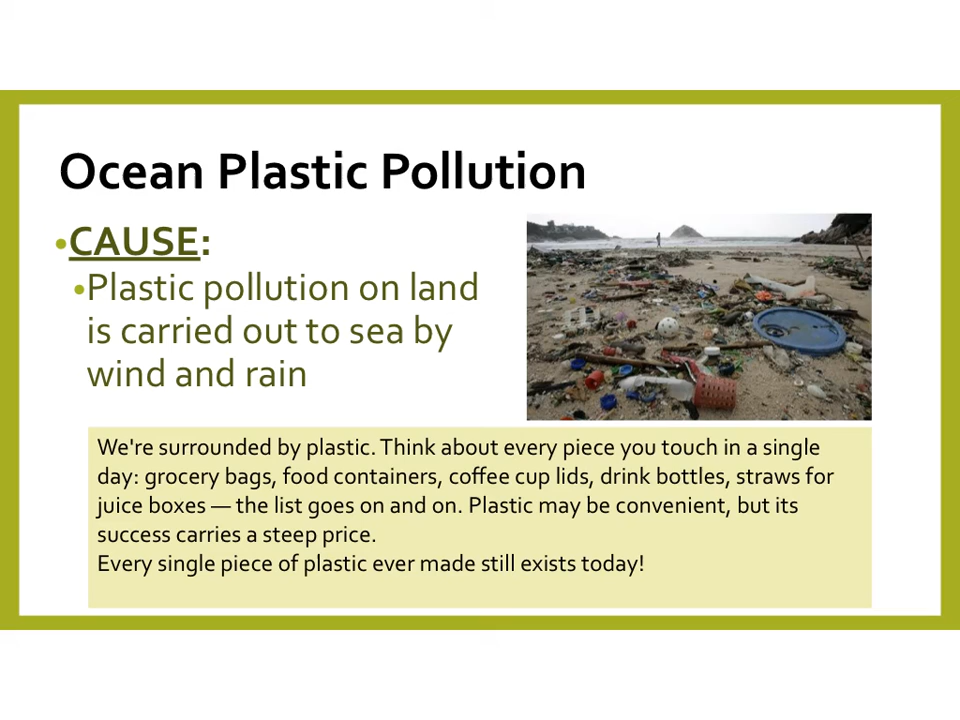 Ocean Plastic Pollution
•CAUSE:
•Plastic pollution on land
is carried out to sea by
wind and rain
We're surrounded by plastic. Think about every piece you touch in a single
day: grocery bags, food containers, coffee cup lids, drink bottles, straws for
juice boxes — the list goes on and on. Plastic may be convenient, but its
success carries a steep price.
Every single piece of plastic ever made still exists today!